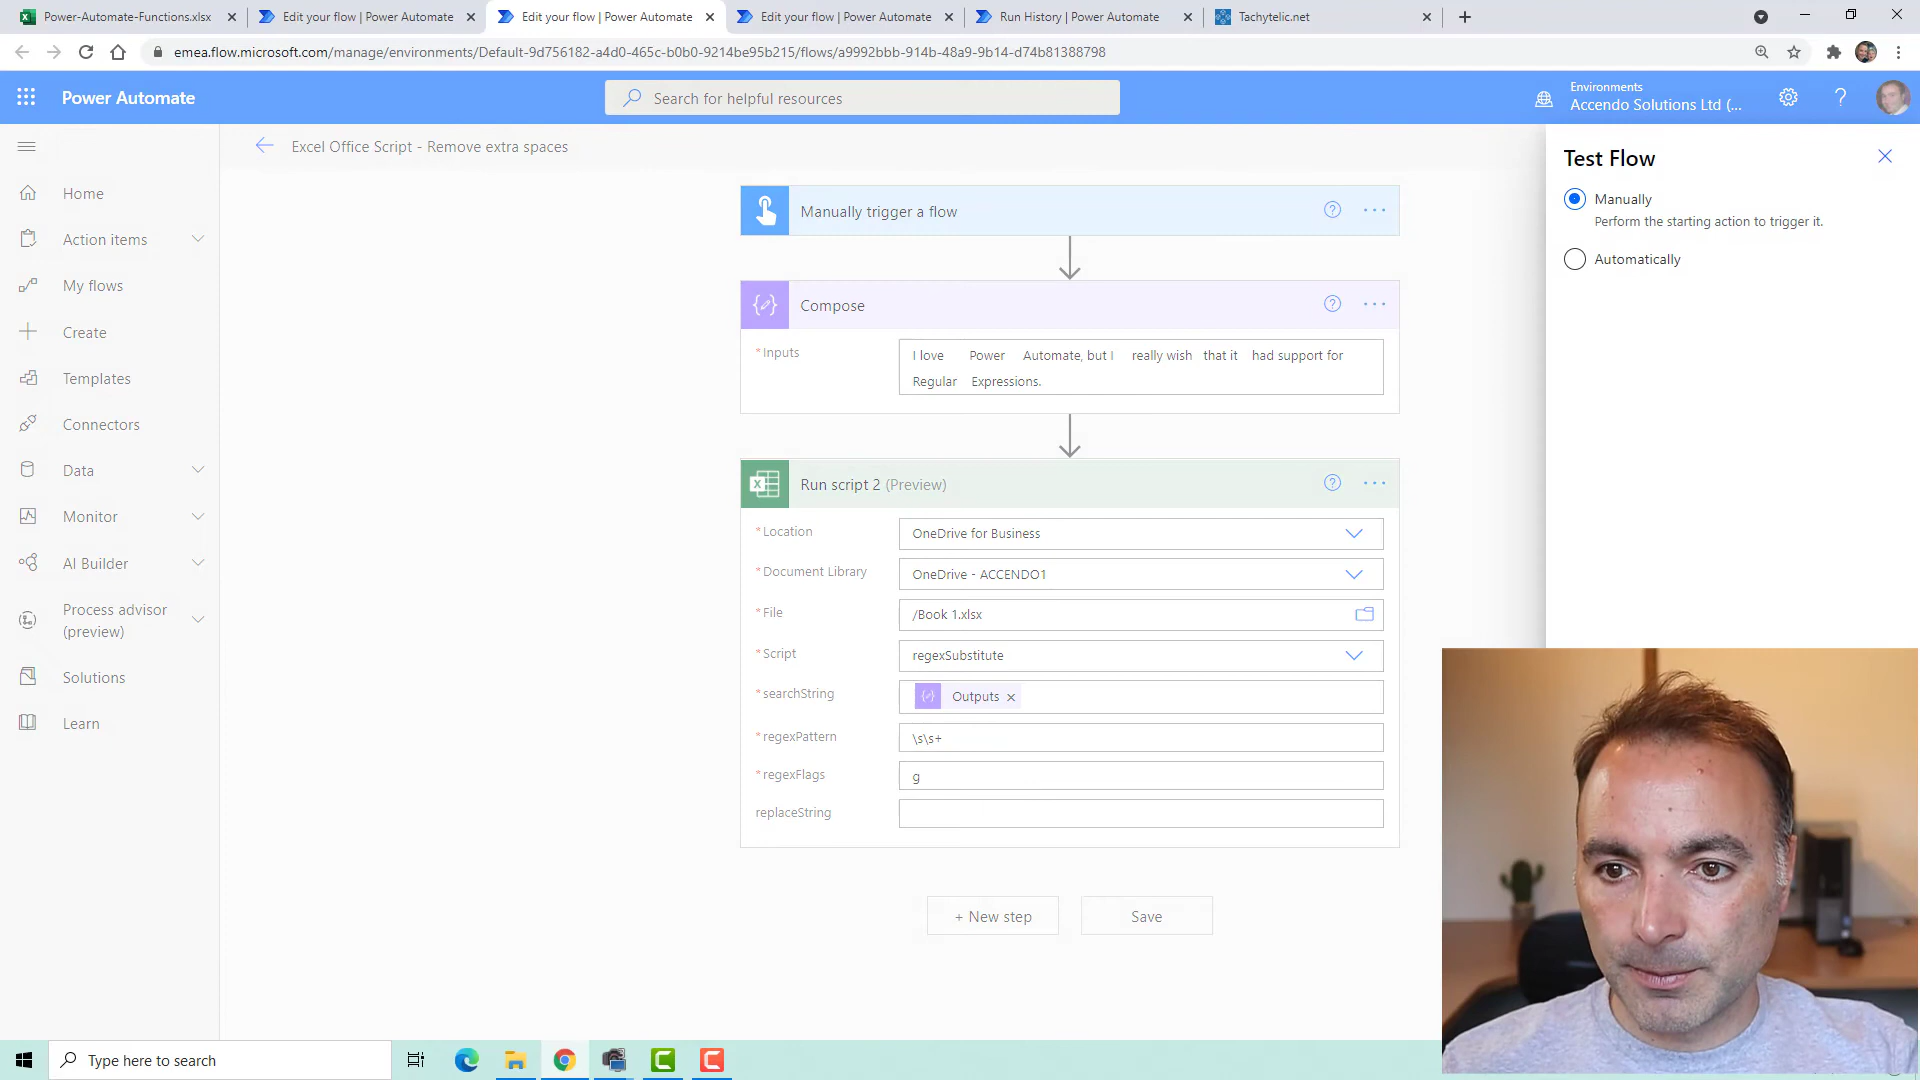 Power-Automate-Functions.xlsx
Edit your flow | Power Automate
Edit your flow | Power Automate
Edit your flow | Power Automate
Run History | Power Automate
Tachytelic.net
emea.flow.microsoft.com/manage/environments/Default-9d756182-a4d0-465c-b0b0-9214be95b215/flows/a9992bbb-914b-48a9-9b14-d74b81388798
Power Automate
Search for helpful resources
Environments
Accendo Solutions Ltd (...
Excel Office Script - Remove extra spaces
Home
Action items
My flows
Create
Templates
Connectors
Data
Monitor
AI Builder
Process advisor
(preview)
Solutions
Learn
Manually trigger a flow
Compose
*Inputs
I love Power Automate, but I really wish that it had support for
Regular Expressions.
Run script 2 (Preview)
*Location
OneDrive for Business
*Document Library
OneDrive - ACCENDO1
*File
/Book 1.xlsx
*Script
regexSubstitute
*searchString
Outputs
*regexPattern
\s\s+
*regexFlags
g
replaceString
+ New step
Save
Test Flow
Manually
Perform the starting action to trigger it.
Automatically
Type here to search